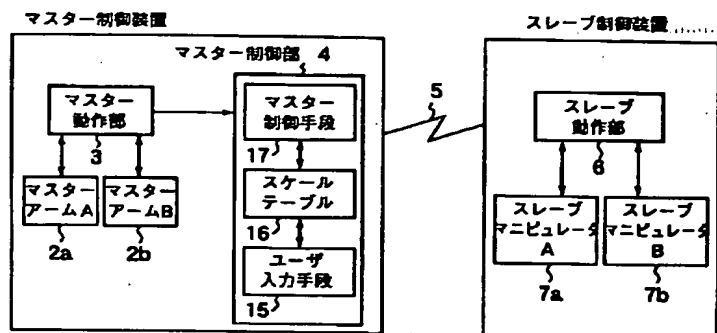 マスター制御装置
スレーブ制御装置
マスター制御部 4
マスター
動作部
3
マスター
制御手段
17
5
スレーブ
動作部
6
マスター
アームA
2a
マスター
アームB
2b
スケール
テーブル
16
スレーブ
マニピュレータ
A
7a
スレーブ
マニピュレータ
B
7b
ユーザ
入力手段
15